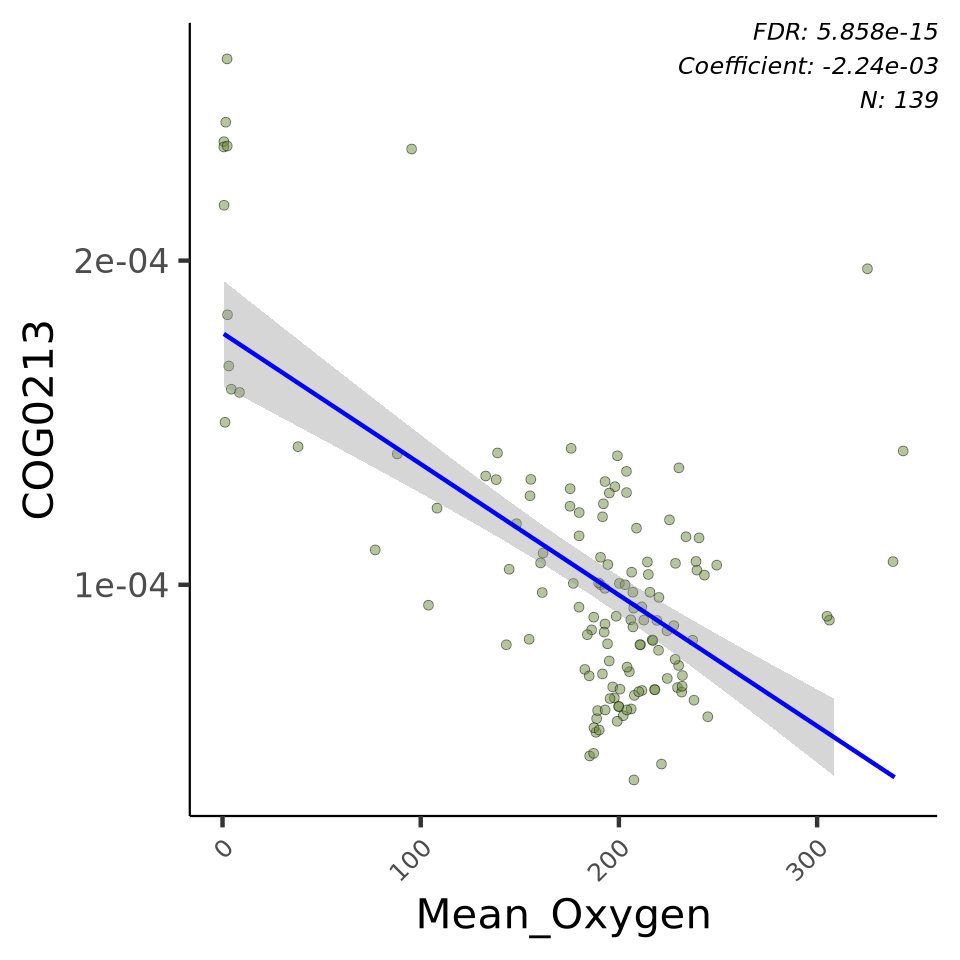 FDR: 5.858e-15
Coefficient: -2.24e-03
N: 139
2e-04
1e-04
COG0213
0
100
200
300
Mean_Oxygen